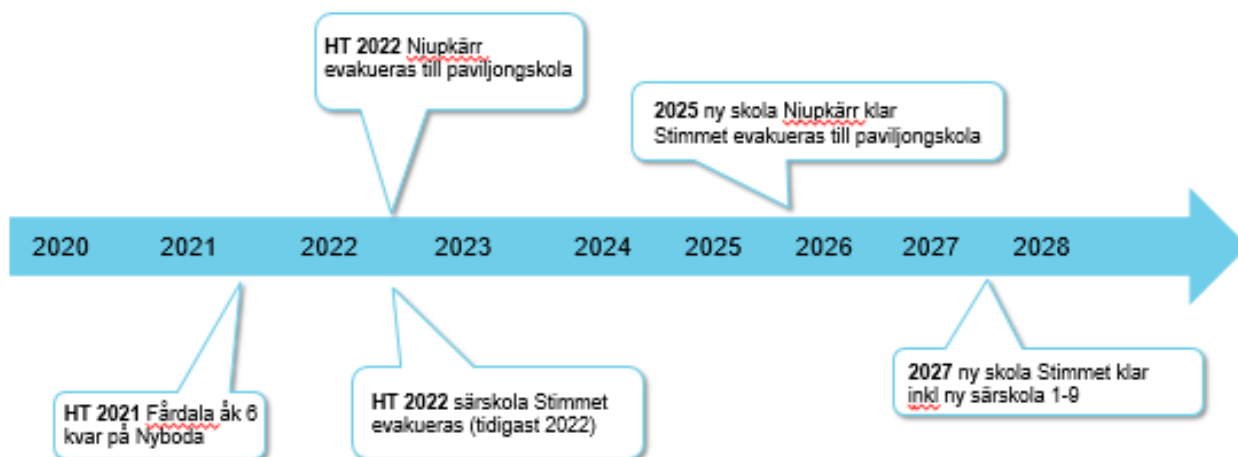 HT 2022 Njupkärr
evakueras till paviljongskola
2025 ny skola Njupkärr klar
Stimmet evakueras till paviljongskola
2020 2021 2022 2023 2024 2025 2026 2027 2028
HT 2021 Fårdala åk 6
kvar på Nyboda
HT 2022 särskola Stimmet
evakueras (tidigast 2022)
2027 ny skola Stimmet klar
inkl ny särskola 1-9